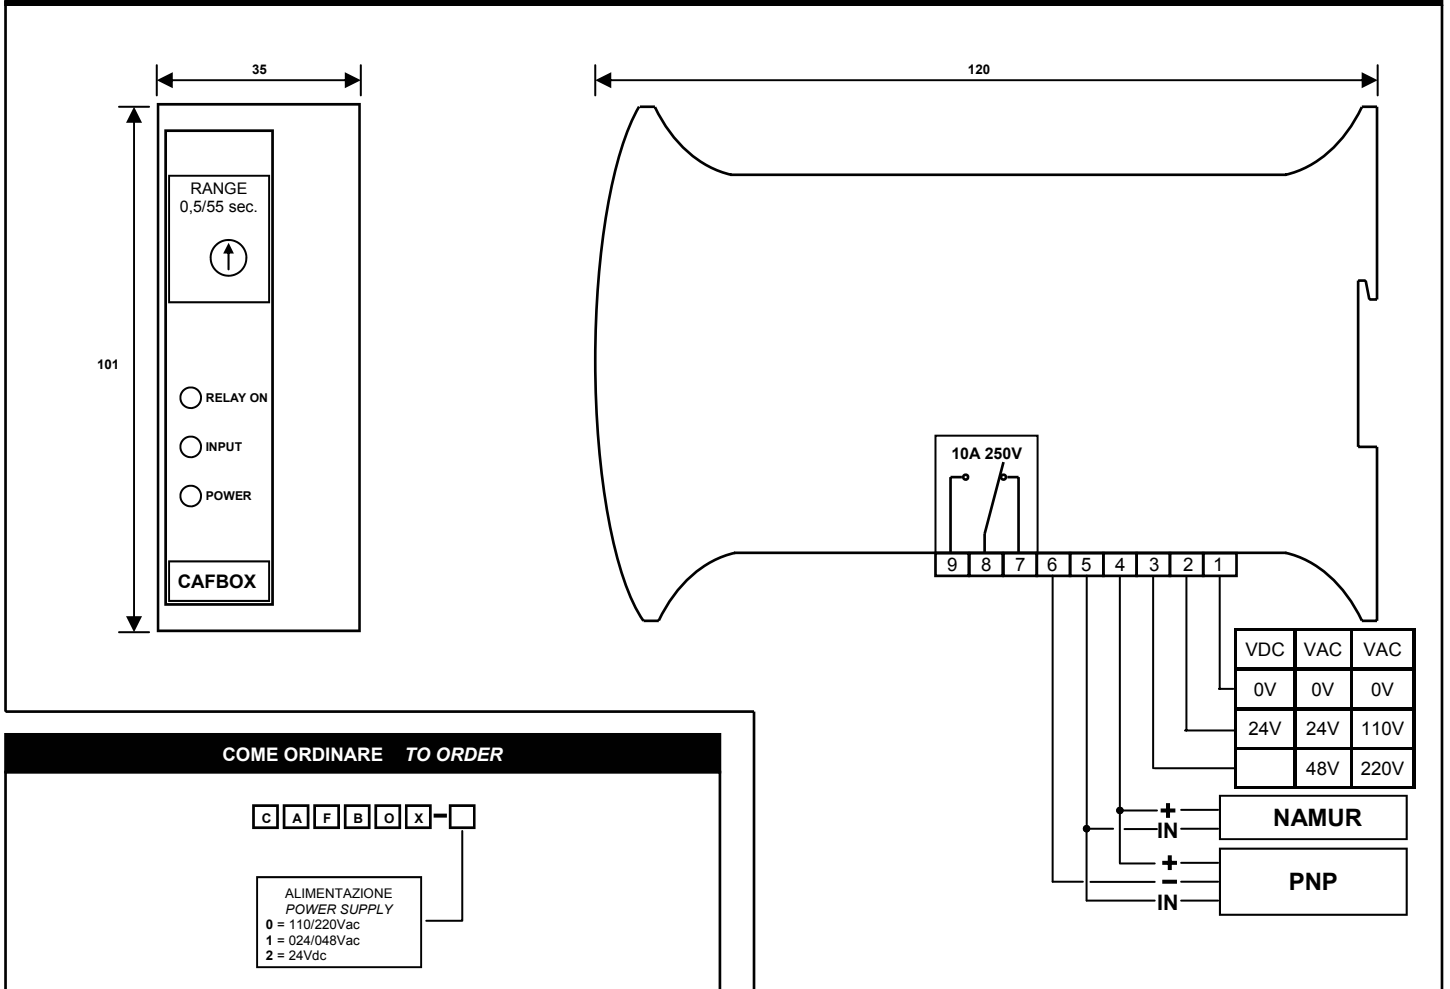 35
120
RANGE
0,5/55 sec.
101
RELAY ON
INPUT
POWER
CAFBOX
10A 250V
9 8 7 6 5 4 3 2 1
VDC VAC VAC
0V 0V 0V
24V 24V 110V
48V 220V
+
IN
NAMUR
+
-
IN
PNP
COME ORDINARE TO ORDER
C A F B O X -
ALIMENTAZIONE
POWER SUPPLY
0 = 110/220Vac
1 = 024/048Vac
2 = 24Vdc